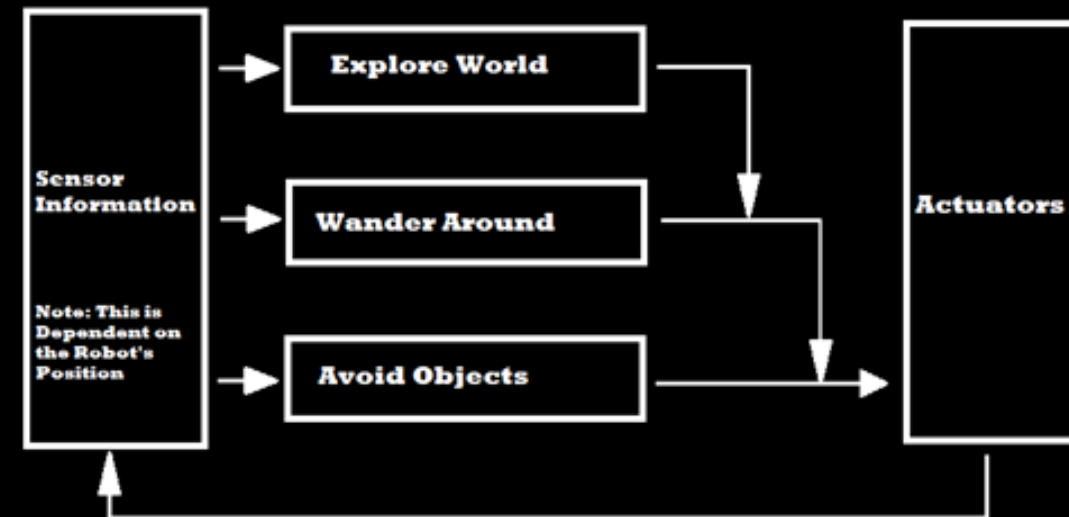 Explore World
Sensor
Information
Wander Around
Actuators
Note: This is
Dependent on
the Robot's
Position
Avoid Objects